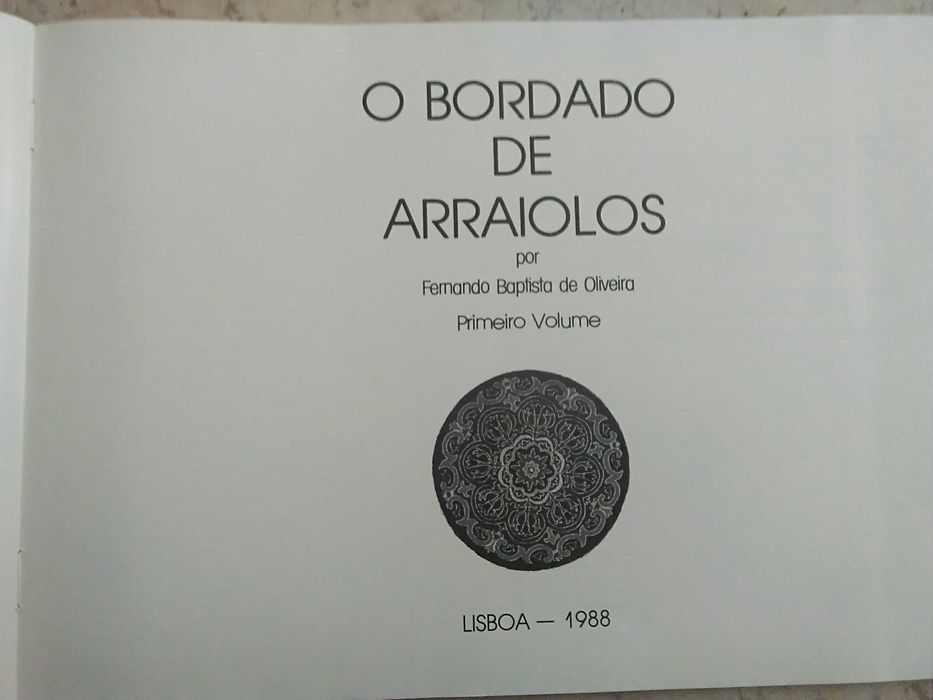 O BORDADO
DE
ARRAIOLOS
por
Fernando Baptista de Oliveira
Primeiro Volume
LISBOA — 1988